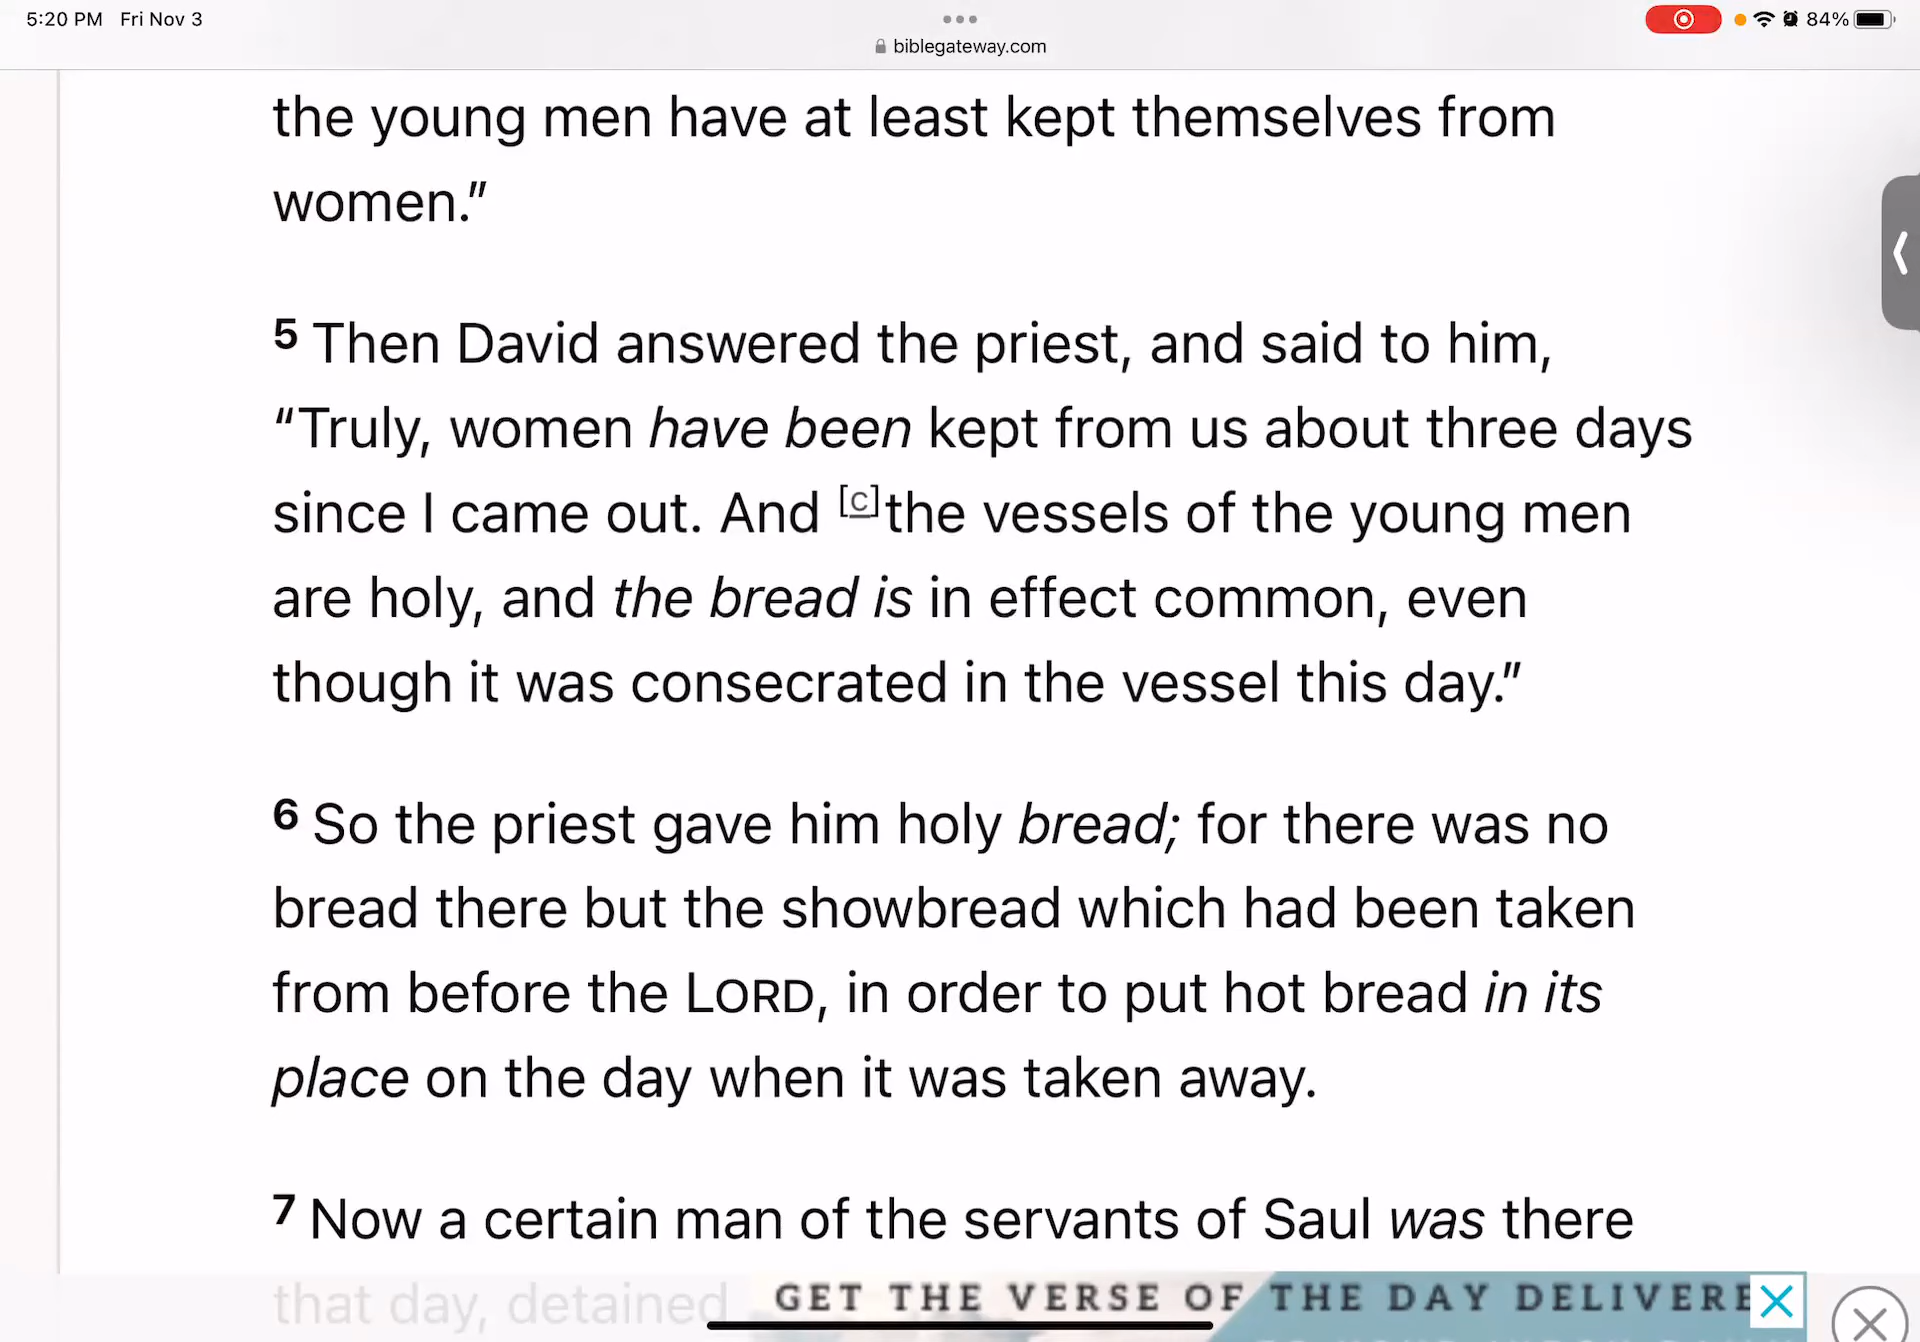 5:20 PM Fri Nov 3
84%
biblegateway.com
the young men have at least kept themselves from
women.”
5 Then David answered the priest, and said to him,
“Truly, women have been kept from us about three days
since I came out. And [c]the vessels of the young men
are holy, and the bread is in effect common, even
though it was consecrated in the vessel this day.”
6 So the priest gave him holy bread; for there was no
bread there but the showbread which had been taken
from before the LORD, in order to put hot bread in its
place on the day when it was taken away.
7 Now a certain man of the servants of Saul was there
that day, detained
GET THE VERSE OF THE DAY DELIVERE